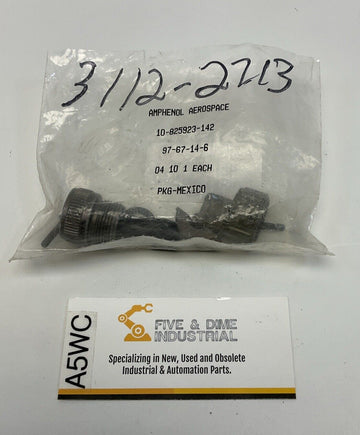 3112-2213
AMPHENOL AEROSPACE
10-825923-142
97-67-14-6
04 10 1 EACH
PKG-MEXICO
A5WC
FIVE & DIME
INDUSTRIAL
Specializing in New, Used and Obsolete
Industrial & Automation Parts.